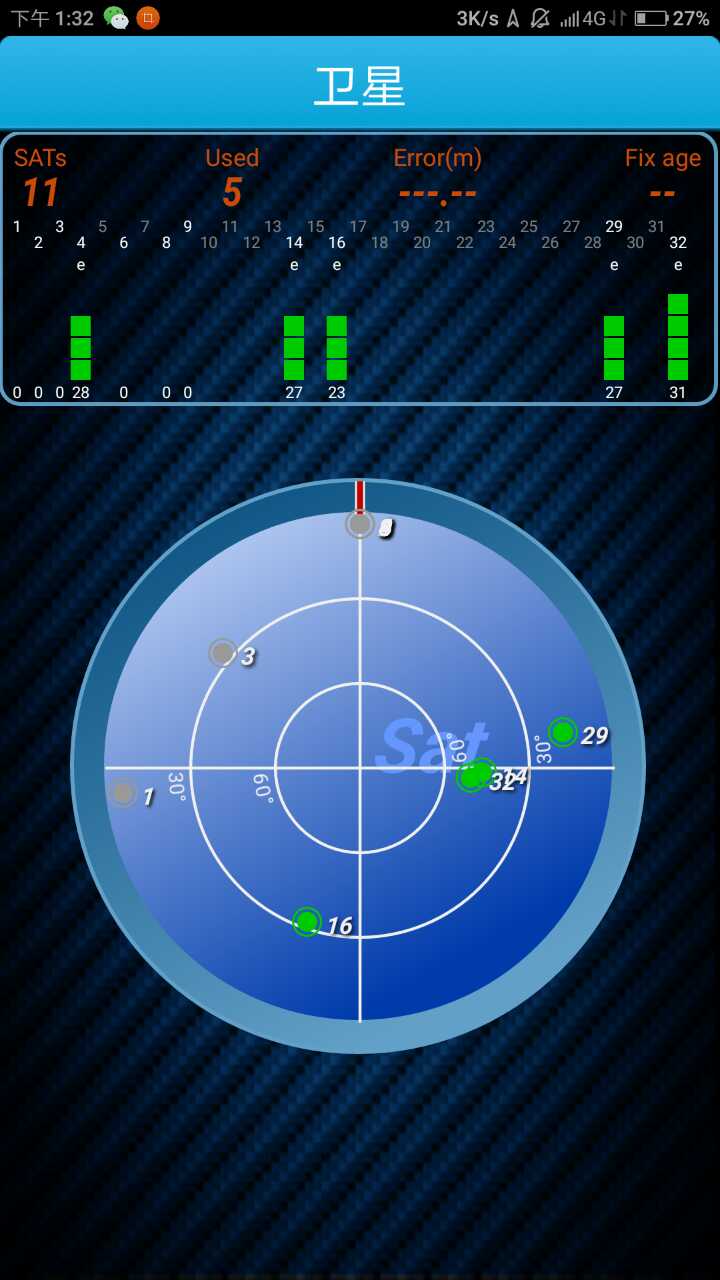 下午 1:32 3K/s 4G 27%
卫星
SATs Used Error(m) Fix age
11 5 ---.-- --
1 3 5 7 9 11 13 15 17 19 21 23 25 27 29 31
2 4 6 8 10 12 14 16 18 20 22 24 26 28 30 32
e e e e e
0 0 0 28 0 0 0 27 23 27 31
3
Sat
29
30° 60° 60° 30°
14
32
1
16